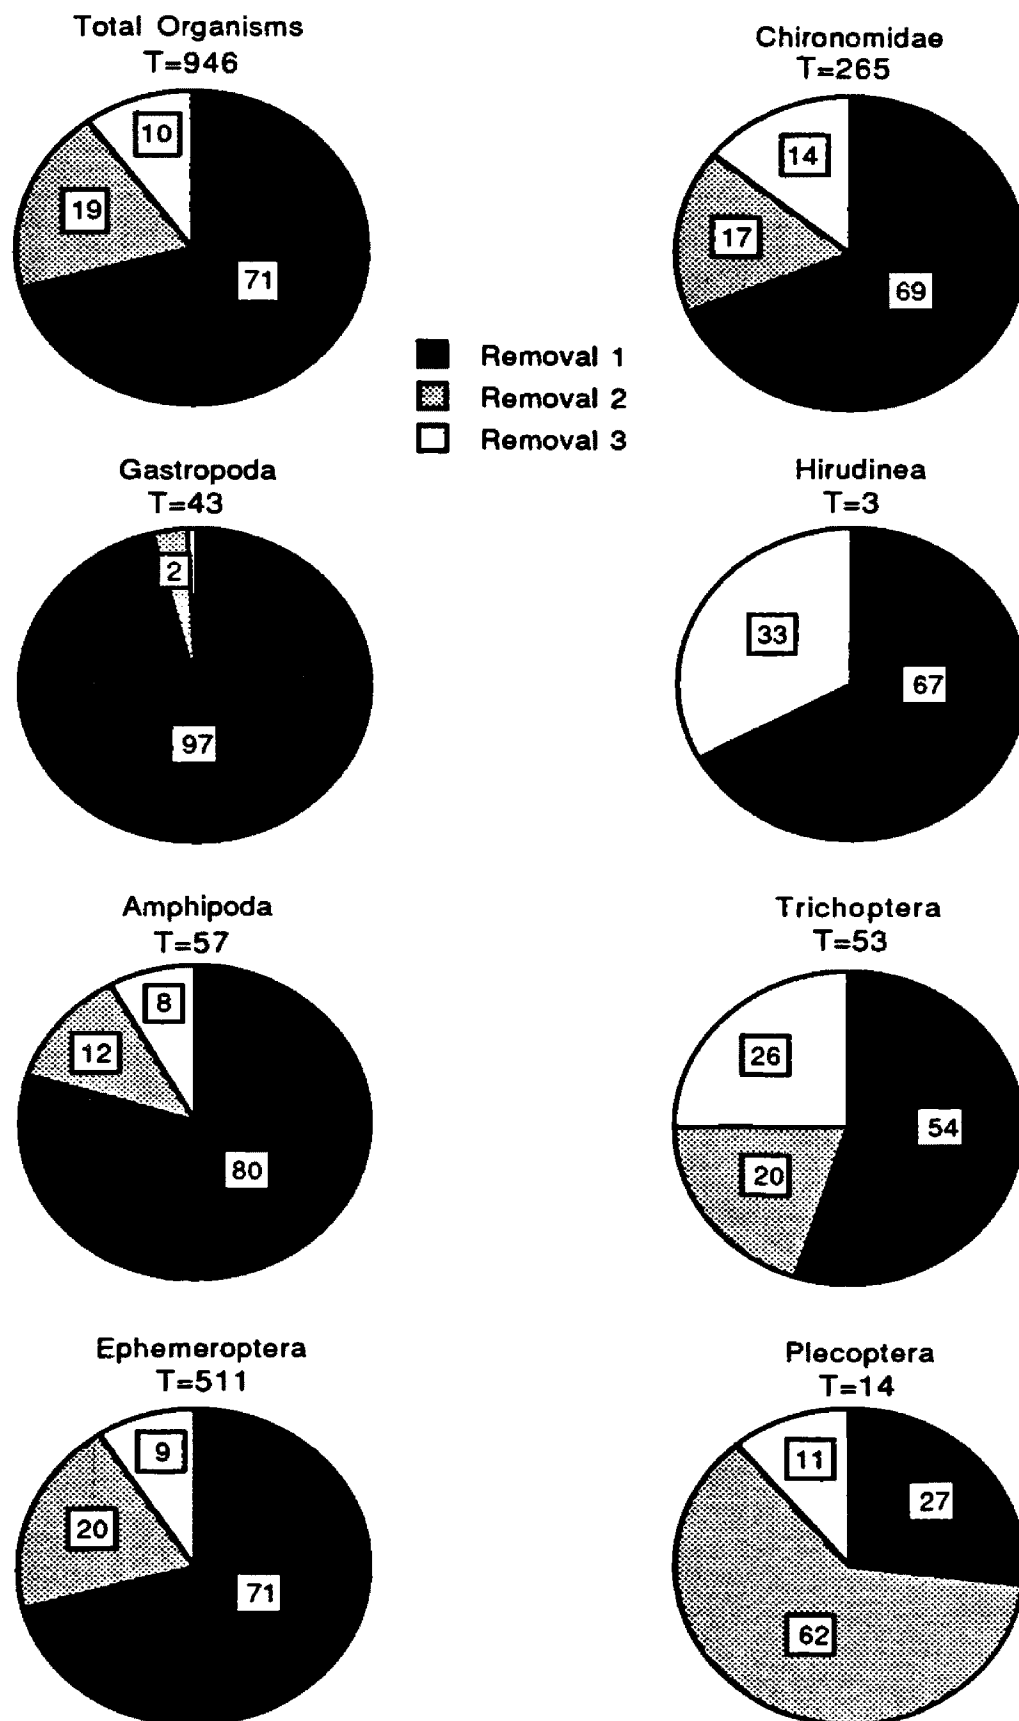 Total Organisms
T=946
10
19
71
Chironomidae
T=265
14
17
69
Removal 1
Removal 2
Removal 3
Gastropoda
T=43
2
97
Hirudinea
T=3
33
67
Amphipoda
T=57
8
12
80
Trichoptera
T=53
26
54
20
Ephemeroptera
T=511
9
20
71
Plecoptera
T=14
11
27
62